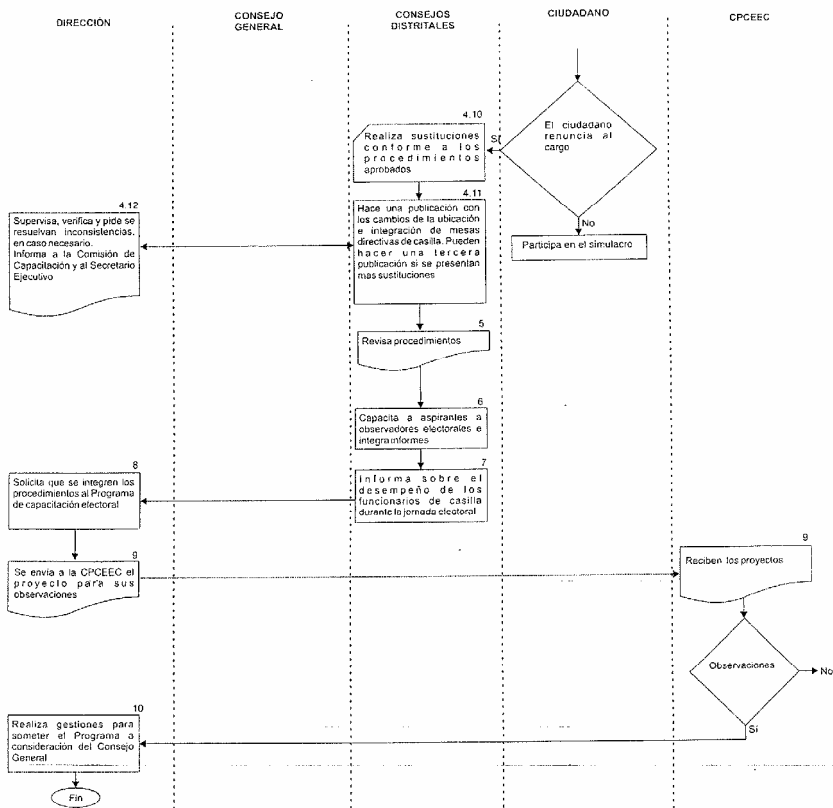 DIRECCIÓN
CONSEJO
GENERAL
CONSEJOS
DISTRITALES
CIUDADANO
CPCEEC
El ciudadano
renuncia al
cargo
Sí
No
Participa en el simulacro
4.10
Realiza sustituciones
conforme a los
procedimientos
aprobados
4.11
Hace una publicación con
los cambios de la ubicación
e integración de mesas
directivas de casilla. Pueden
hacer una tercera
publicación si se presentan
mas sustituciones
4.12
Supervisa, verifica y pide se
resuelvan inconsistencias,
en caso necesario.
Informa a la Comisión de
Capacitación y al Secretario
Ejecutivo
5
Revisa procedimientos
6
Capacita a aspirantes a
observadores electorales e
integra informes
7
Informa sobre el
desempeño de los
funcionarios de casilla
durante la jornada electoral
8
Solicita que se integren los
procedimientos al Programa
de capacitación electoral
9
Se envía a la CPCEEC el
proyecto para sus
observaciones
9
Reciben los proyectos
Observaciones
No
Sí
10
Realiza gestiones para
someter el Programa a
consideración del Consejo
General
Fin